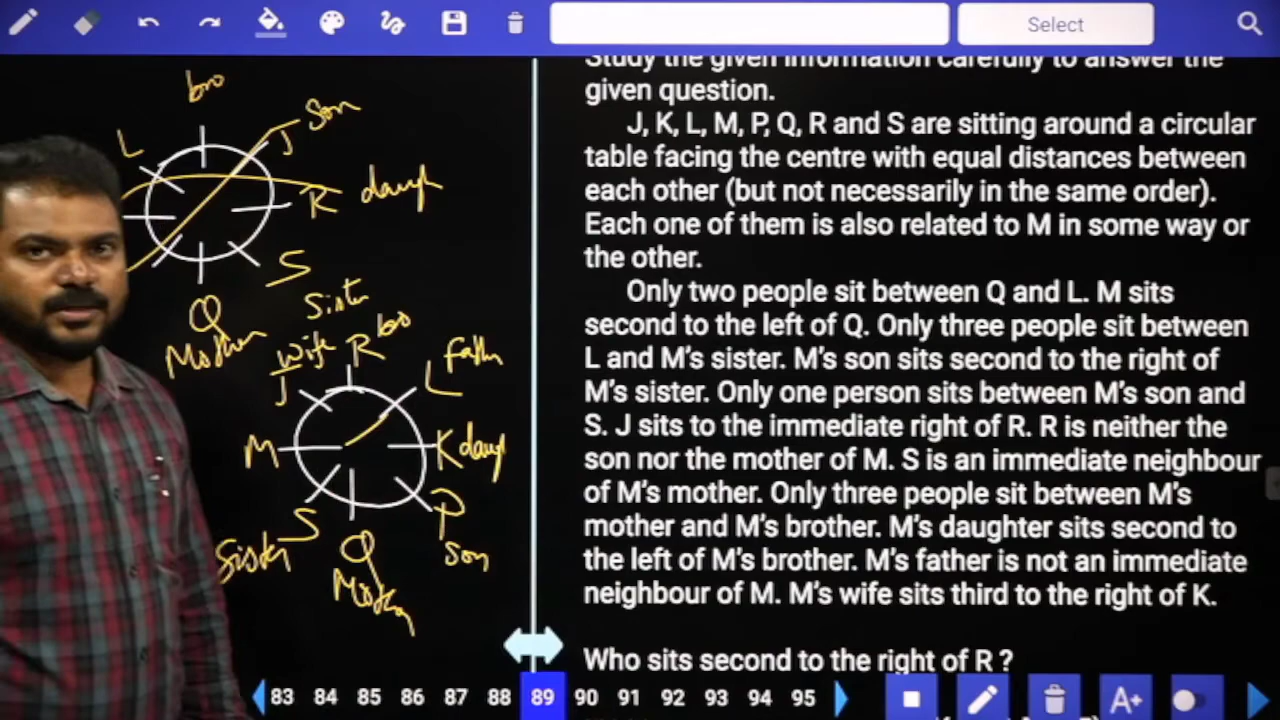 Select
Study the given information carefully to answer the
given question.
J, K, L, M, P, Q, R and S are sitting around a circular
table facing the centre with equal distances between
each other (but not necessarily in the same order).
Each one of them is also related to M in some way or
the other.
Only two people sit between Q and L. M sits
second to the left of Q. Only three people sit between
L and M's sister. M's son sits second to the right of
M's sister. Only one person sits between M's son and
S. J sits to the immediate right of R. R is neither the
son nor the mother of M. S is an immediate neighbour
of M's mother. Only three people sit between M's
mother and M's brother. M's daughter sits second to
the left of M's brother. M's father is not an immediate
neighbour of M. M's wife sits third to the right of K.
Who sits second to the right of R ?
bro
L
J Son
R daugh
S
Sister
Q
Mother
wife
J
R bro
L Fath
M
K daug
P
son
S
Sister
Q
Mother
83 84 85 86 87 88 89 90 91 92 93 94 95
A+